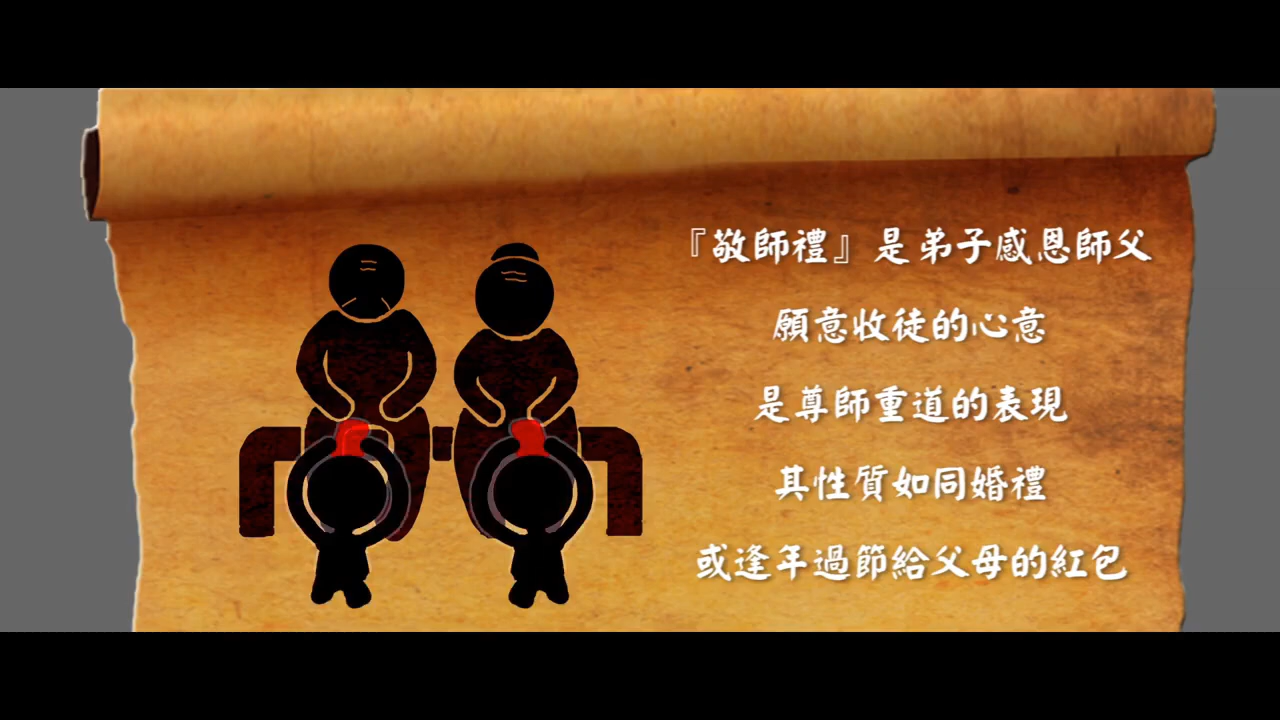 『敬師禮』是弟子感恩師父
願意收徒的心意
是尊師重道的表現
其性質如同婚禮
或逢年過節給父母的紅包